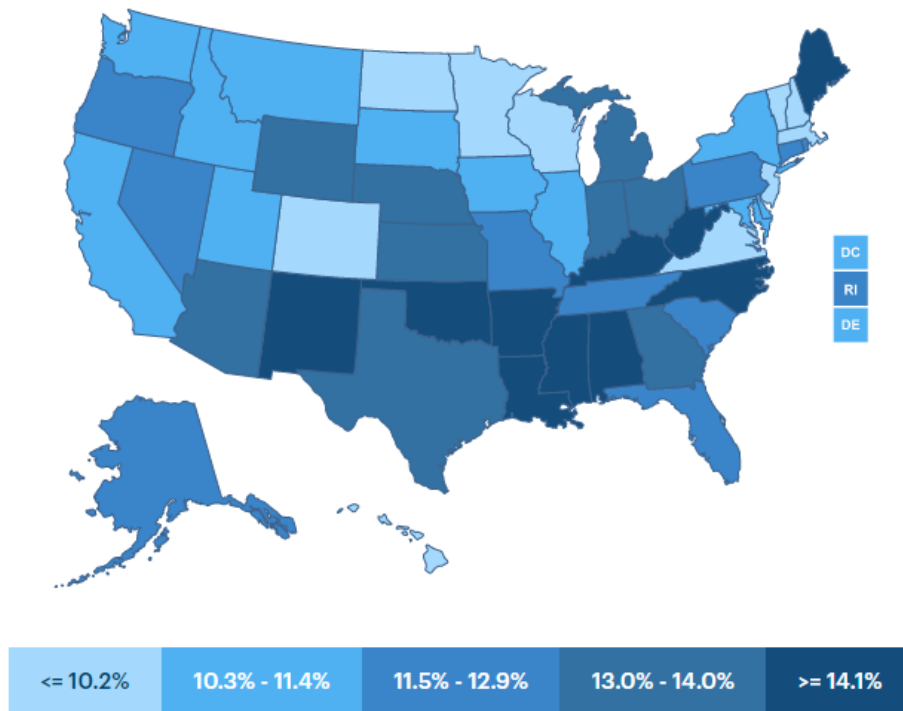 DC
RI
DE
<= 10.2% 10.3% - 11.4% 11.5% - 12.9% 13.0% - 14.0% >= 14.1%